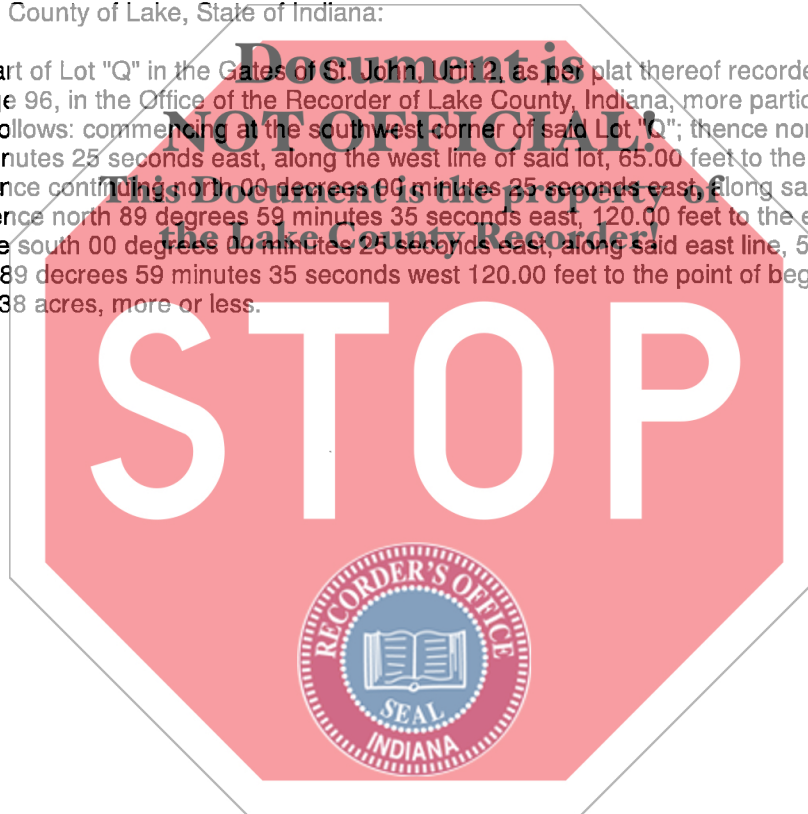 County of Lake, State of Indiana:
art of Lot "Q" in the Gates of St. John, Unit 2, as per plat thereof recorde
e 96, in the Office of the Recorder of Lake County, Indiana, more partic
ollows: commencing at the southwest corner of said Lot "Q"; thence nor
nutes 25 seconds east, along the west line of said lot, 65.00 feet to the
nce continuing north 00 decrees 00 minutes 25 seconds east, along sa
ence north 89 degrees 59 minutes 35 seconds east, 120.00 feet to the e
e south 00 degrees 00 minutes 25 seconds east, along said east line, 5
89 decrees 59 minutes 35 seconds west 120.00 feet to the point of beg
38 acres, more or less.
Document is
NOT OFFICIAL!
This Document is the property of
the Lake County Recorder!
STOP
RECORDER'S OFFICE
SEAL
INDIANA